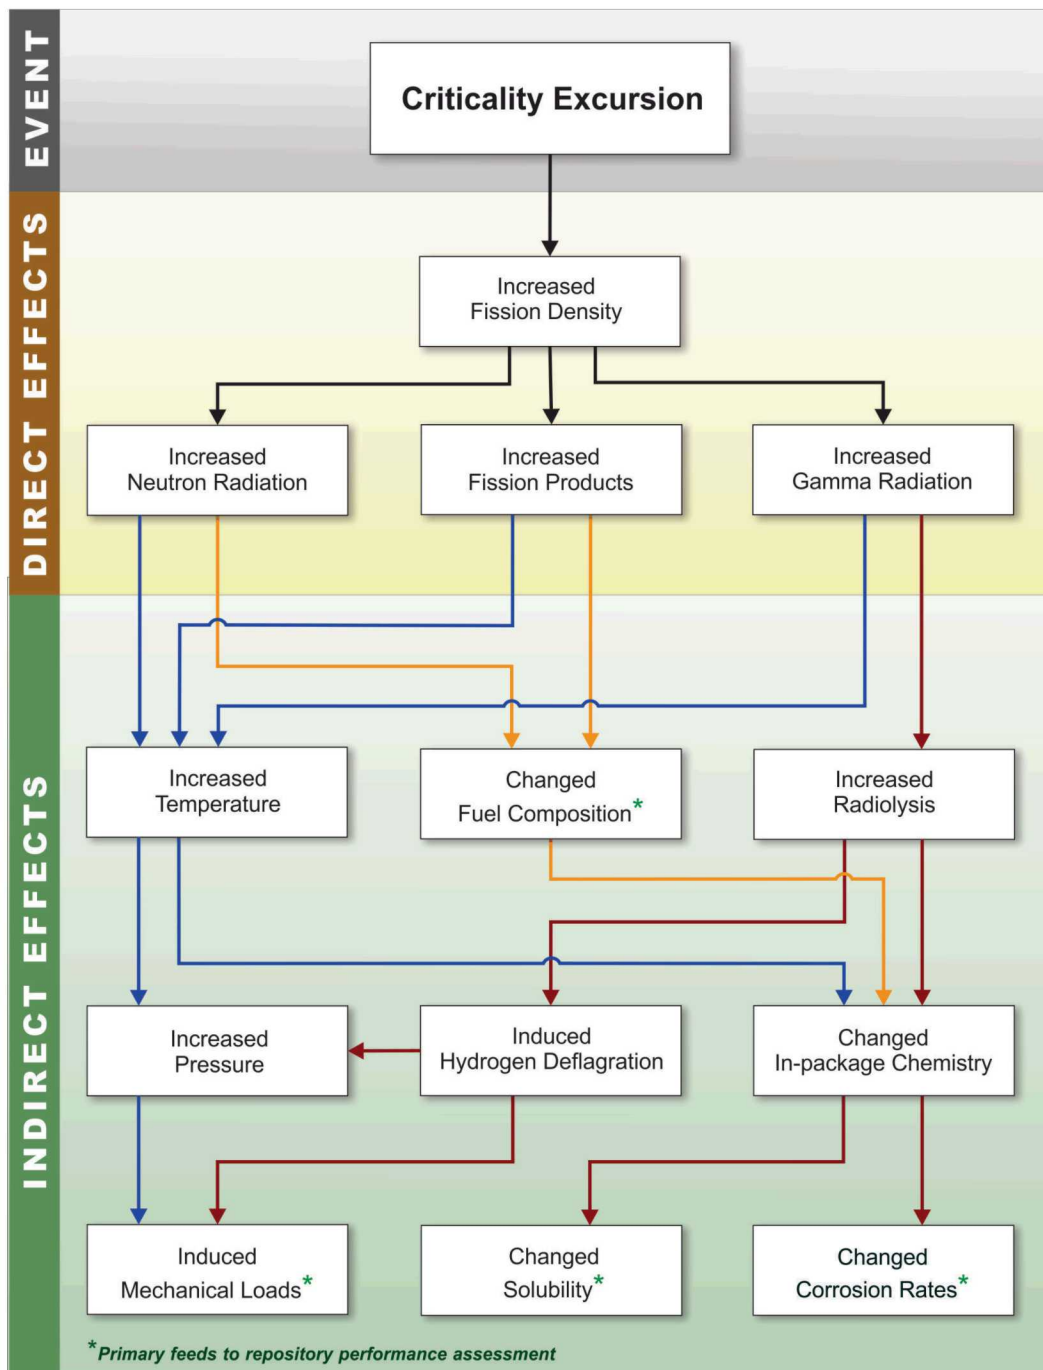 EVENT
Criticality Excursion
DIRECT EFFECTS
Increased
Fission Density
Increased
Neutron Radiation
Increased
Fission Products
Increased
Gamma Radiation
INDIRECT EFFECTS
Increased
Temperature
Changed
Fuel Composition*
Increased
Radiolysis
Increased
Pressure
Induced
Hydrogen Deflagration
Changed
In-package Chemistry
Induced
Mechanical Loads*
Changed
Solubility*
Changed
Corrosion Rates*
*Primary feeds to repository performance assessment